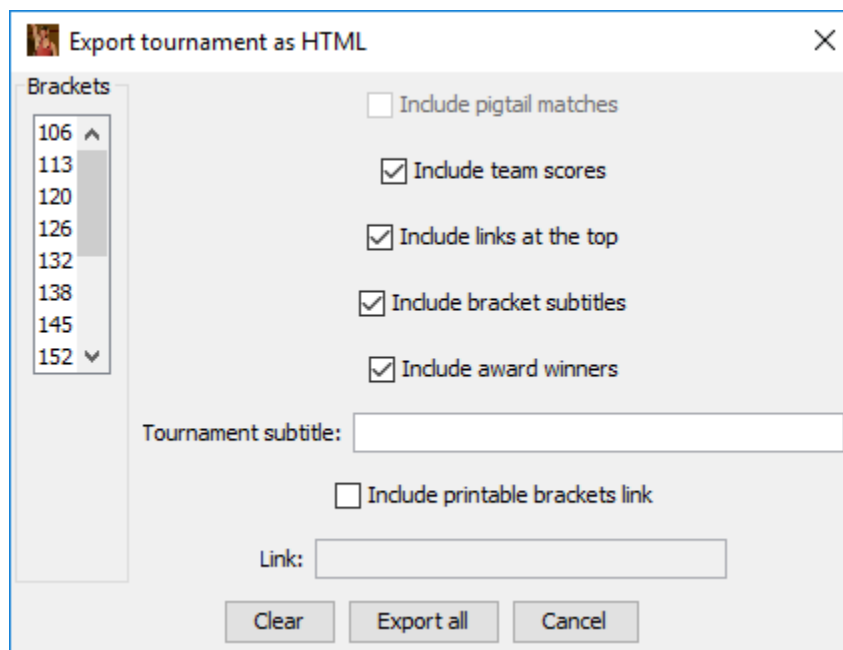 Export tournament as HTML
Brackets
106
113
120
126
132
138
145
152
Include pigtail matches
Include team scores
Include links at the top
Include bracket subtitles
Include award winners
Tournament subtitle:
Include printable brackets link
Link:
Clear
Export all
Cancel